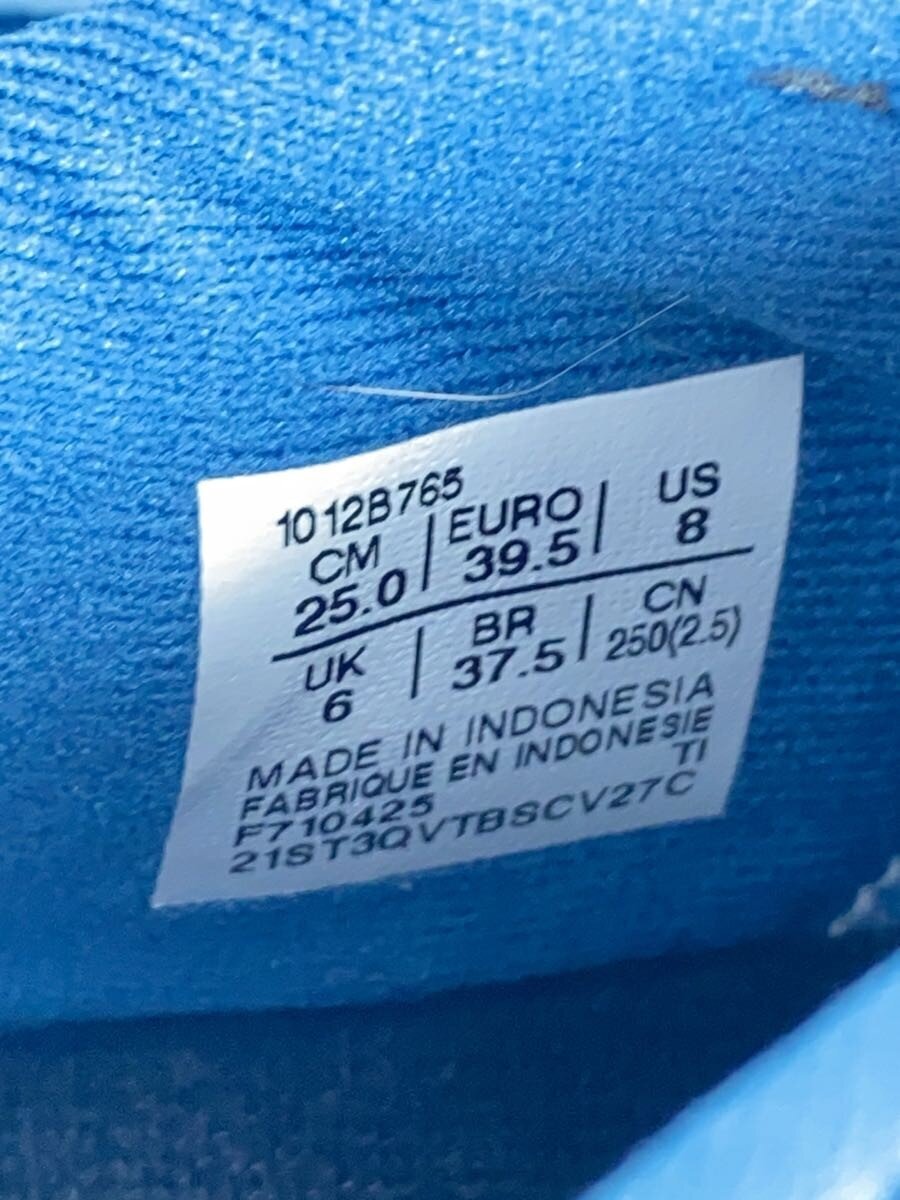 1012B765
CM | EURO | US
25.0 | 39.5 | 8
UK | BR | CN
6 | 37.5 | 250(2.5)
MADE IN INDONESIA
FABRIQUE EN INDONESIE
F710425 TI
21ST3QVTBSCV27C